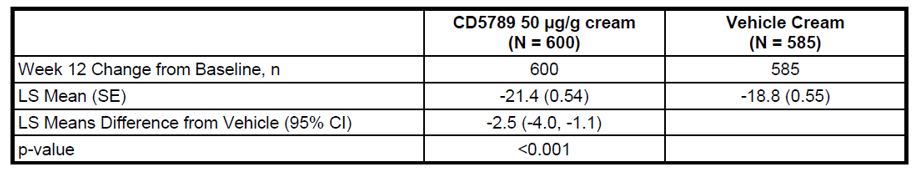 CD5789 50 µg/g cream Vehicle Cream
(N = 600) (N = 585)
Week 12 Change from Baseline, n 600 585
LS Mean (SE) -21.4 (0.54) -18.8 (0.55)
LS Means Difference from Vehicle (95% CI) -2.5 (-4.0, -1.1)
p-value <0.001